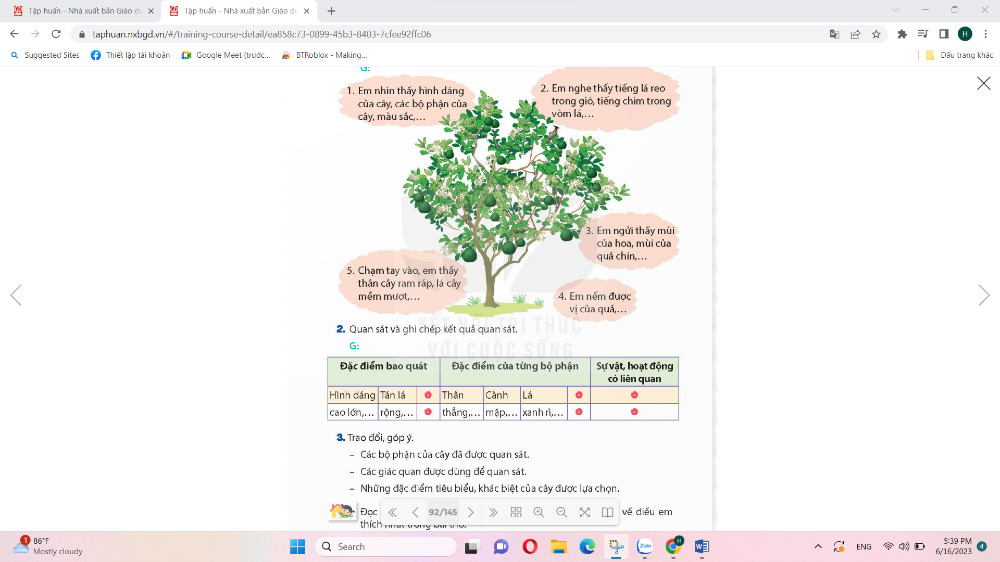 Tập huấn - Nhà xuất bản Giáo dụ
Tập huấn - Nhà xuất bản Giáo dụ
taphuan.nxbgd.vn/#/training-course-detail/ea858c73-0899-45b3-8403-7cfee92ffc06
H
Suggested Sites
Thiết lập tài khoản
Google Meet (trước...
BTRoblox - Making...
Dấu trang khác
G:
1. Em nhìn thấy hình dáng
của cây, các bộ phận của
cây, màu sắc,...
2. Em nghe thấy tiếng lá reo
trong gió, tiếng chim trong
vòm lá,...
3. Em ngửi thấy mùi
của hoa, mùi của
quả chín,...
5. Chạm tay vào, em thấy
thân cây ram ráp, lá cây
mềm mượt,...
4. Em nếm được
vị của quả,...
KẾT NỐI TRI THỨC
VỚI CUỘC SỐNG
2. Quan sát và ghi chép kết quả quan sát.
G:
Đặc điểm bao quát Đặc điểm của từng bộ phận Sự vật, hoạt động
có liên quan
Hình dáng Tán lá Thân Cành Lá
cao lớn,... rộng,... thẳng,... mập,... xanh rì,...
3. Trao đổi, góp ý.
– Các bộ phận của cây đã được quan sát.
– Các giác quan được dùng để quan sát.
– Những đặc điểm tiêu biểu, khác biệt của cây được lựa chọn.
Đọc về điều em
thích nhất trong bài thơ.
92/145
1
86°F
Mostly cloudy
Search
Zalo
H
ENG
5:39 PM
6/16/2023
4